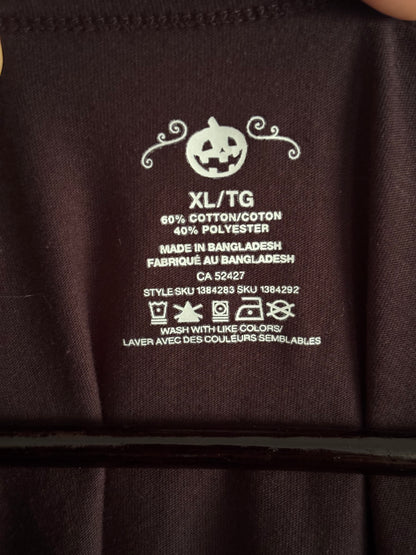 XL/TG
60% COTTON/COTON
40% POLYESTER
MADE IN BANGLADESH
FABRIQUÉ AU BANGLADESH
CA 52427
STYLE SKU 1384283 SKU 1384292
WASH WITH LIKE COLORS/
LAVER AVEC DES COULEURS SEMBLABLES